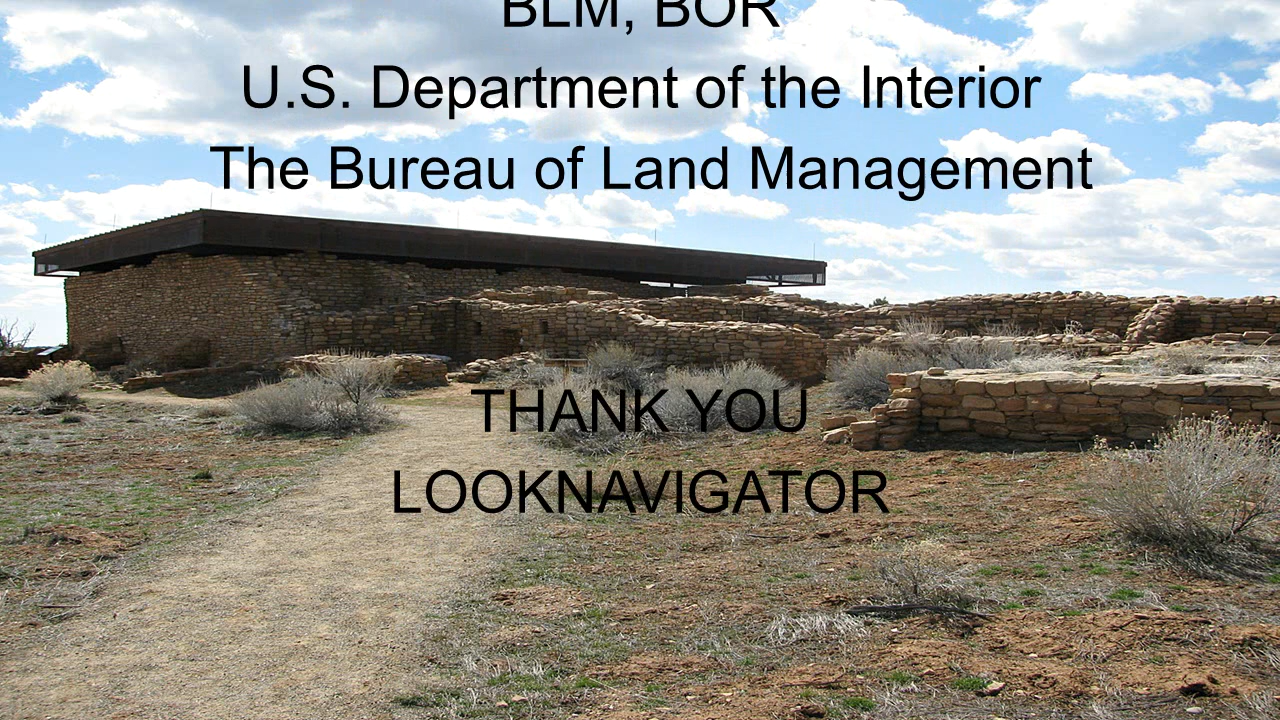 BLM, BOR
U.S. Department of the Interior
The Bureau of Land Management
THANK YOU
LOOKNAVIGATOR